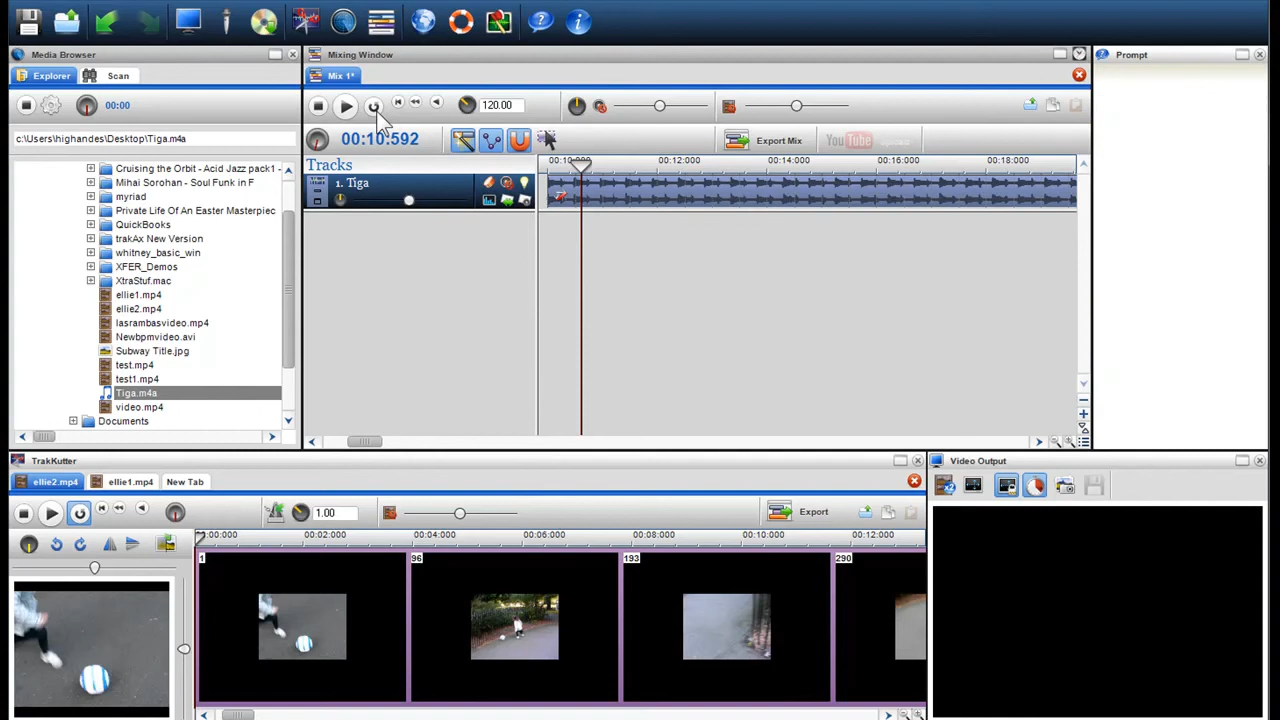 Media Browser
Mixing Window
Prompt
Explorer
Scan
Mix 1*
00:00
120.00
c:\Users\highandes\Desktop\Tiga.m4a
00:10.592
Export Mix
You Tube
Tracks
00:10:000
00:12:000
00:14:000
00:16:000
00:18:000
1. Tiga
Cruising the Orbit - Acid Jazz pack1 -
Mihai Sorohan - Soul Funk in F
myriad
Private Life Of An Easter Masterpiec
QuickBooks
trakAx New Version
whitney_basic_win
XFER_Demos
XtraStuf.mac
ellie1.mp4
ellie2.mp4
lasrambasvideo.mp4
Newbpmvideo.avi
Subway Title.jpg
test.mp4
test1.mp4
Tiga.m4a
video.mp4
Documents
TrakKutter
Video Output
ellie2.mp4
ellie1.mp4
New Tab
1.00
Export
00:00:000
00:02:000
00:04:000
00:06:000
00:08:000
00:10:000
00:12:000
1
96
193
290